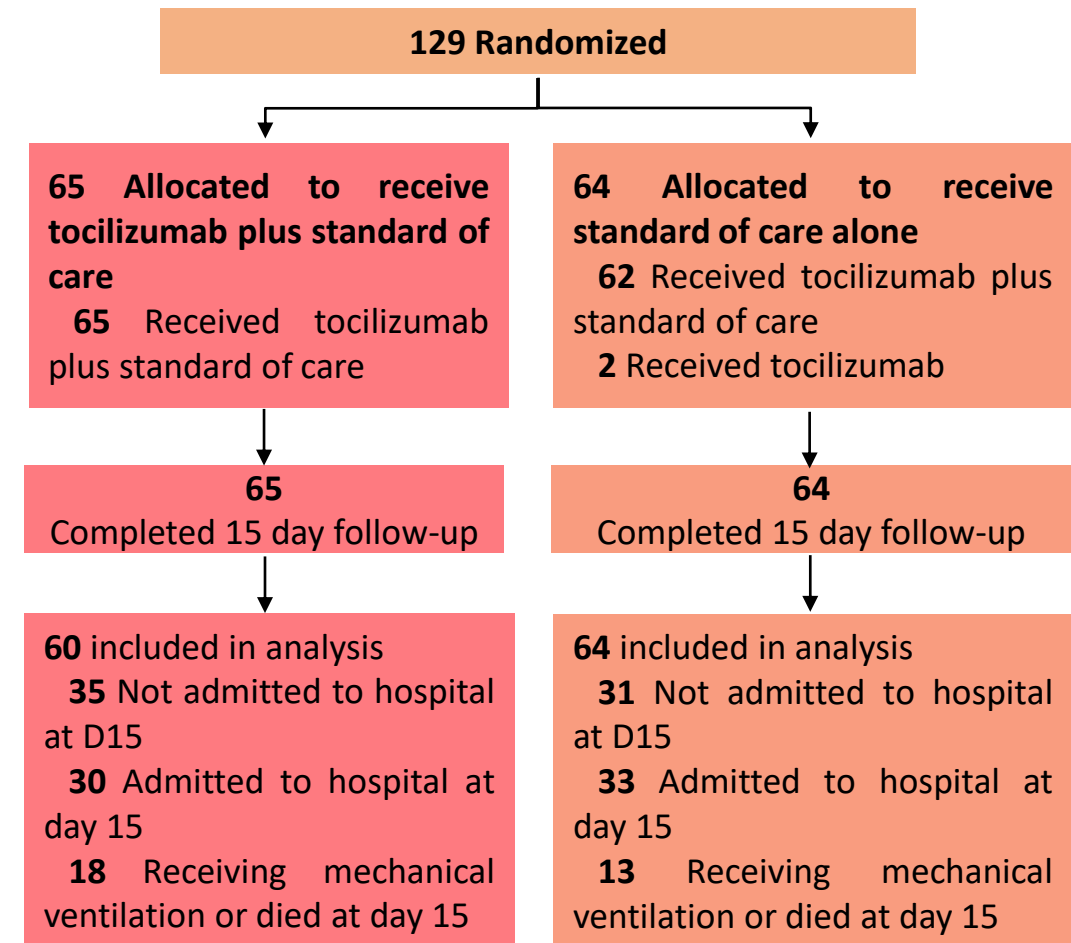 129 Randomized
65 Allocated to receive
tocilizumab plus standard of
care
65 Received tocilizumab
plus standard of care
64 Allocated to receive
standard of care alone
62 Received tocilizumab plus
standard of care
2 Received tocilizumab
65
Completed 15 day follow-up
64
Completed 15 day follow-up
60 included in analysis
35 Not admitted to hospital
at D15
30 Admitted to hospital at
day 15
18 Receiving mechanical
ventilation or died at day 15
64 included in analysis
31 Not admitted to hospital
at D15
33 Admitted to hospital at
day 15
13 Receiving mechanical
ventilation or died at day 15